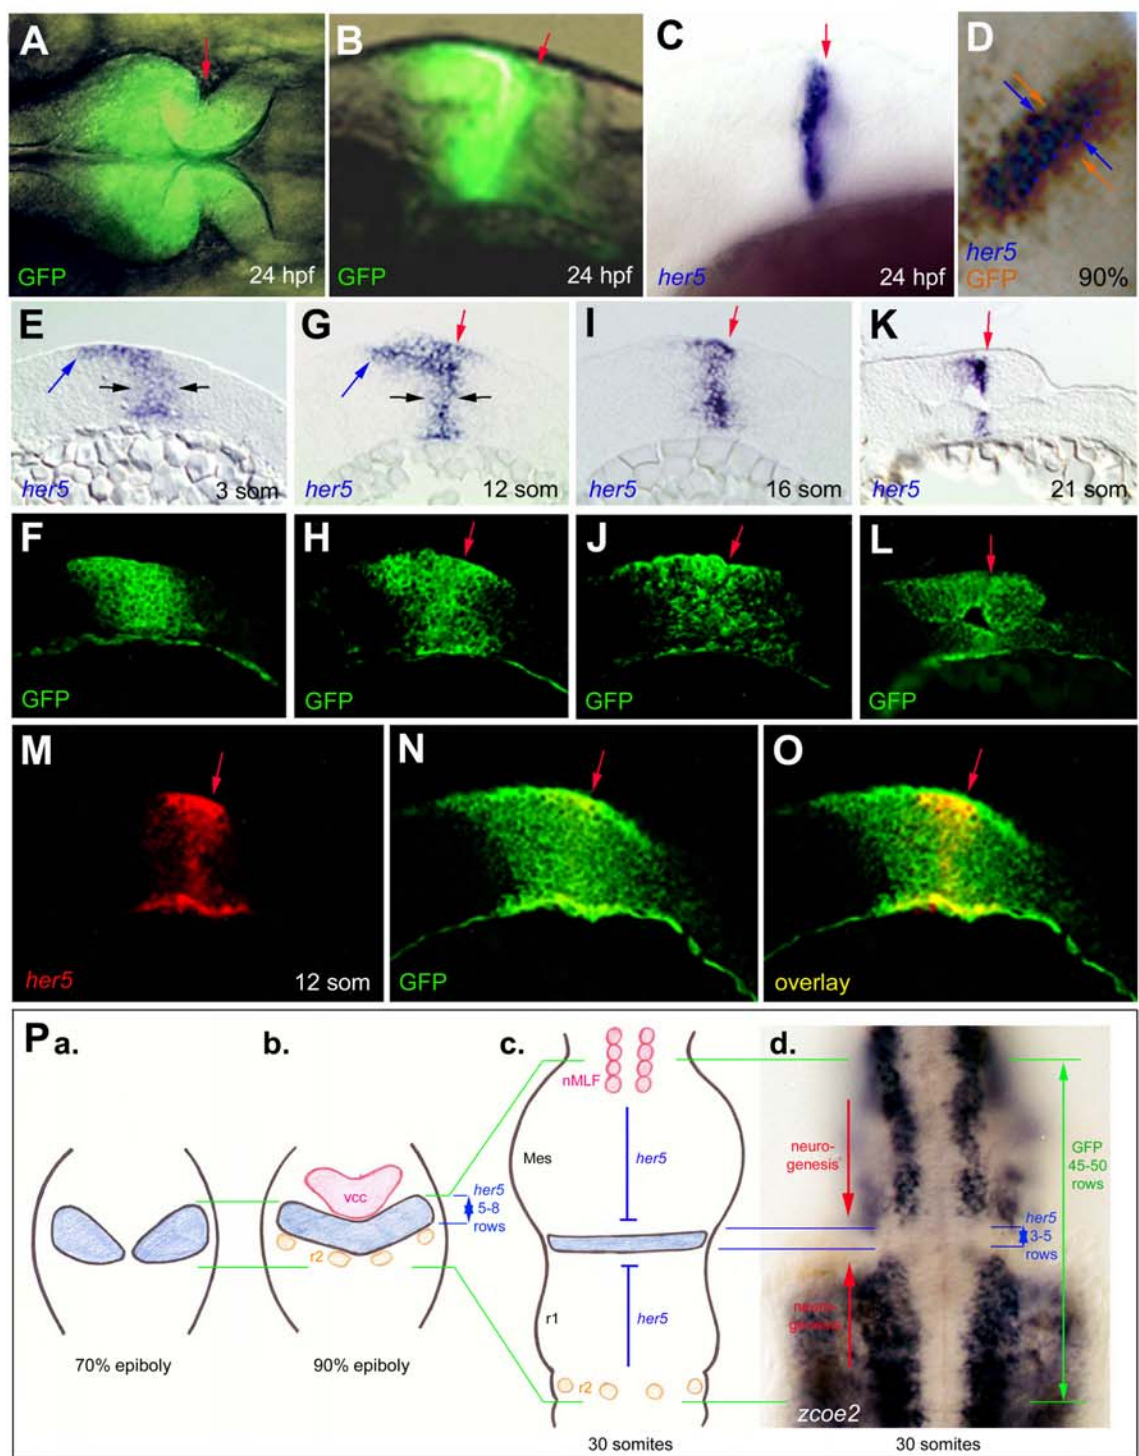 A
GFP
24 hpf
B
GFP
24 hpf
C
her5
24 hpf
D
her5
GFP
90%
E
her5
3 som
G
her5
12 som
I
her5
16 som
K
her5
21 som
F
GFP
H
GFP
J
GFP
L
GFP
M
her5
12 som
N
GFP
O
overlay
P a.
b.
c.
d.
vcc
r2
her5
5-8
rows
70% epiboly
90% epiboly
nMLF
Mes
her5
r1
her5
r2
30 somites
neuro-
genesis
GFP
45-50
rows
her5
3-5
rows
neuro-
genesis
zcoe2
30 somites